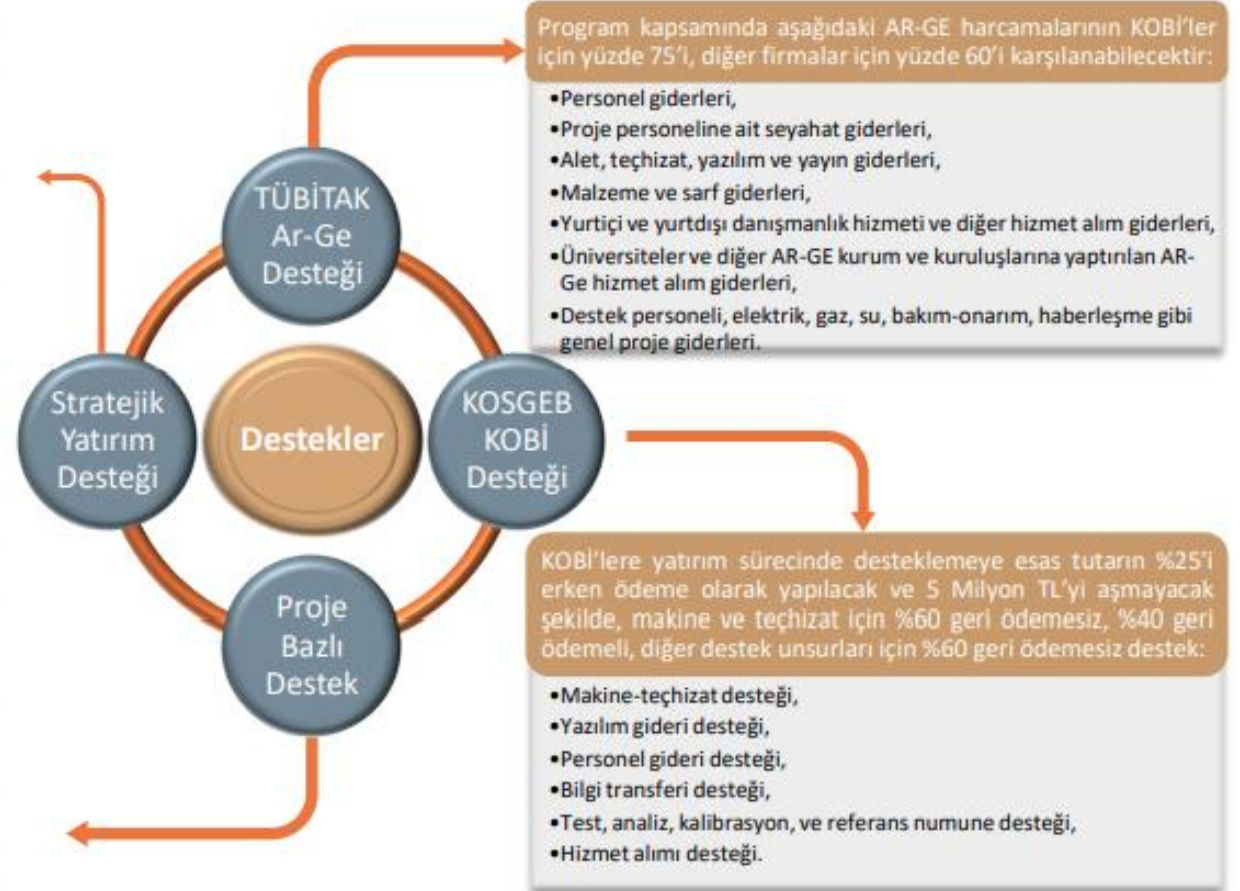 Program kapsamında aşağıdaki AR-GE harcamalarının KOBİ'ler
için yüzde 75'i, diğer firmalar için yüzde 60'i karşılanabilecektir:
•Personel giderleri,
•Proje personeline ait seyahat giderleri,
•Alet, teçhizat, yazılım ve yayın giderleri,
•Malzeme ve sarf giderleri,
•Yurtiçi ve yurtdışı danışmanlık hizmeti ve diğer hizmet alım giderleri,
•Üniversiteler ve diğer AR-GE kurum ve kuruluşlarına yaptırılan AR-
Ge hizmet alım giderleri,
•Destek personeli, elektrik, gaz, su, bakım-onarım, haberleşme gibi
genel proje giderleri.
TÜBİTAK
Ar-Ge
Desteği
Stratejik
Yatırım
Desteği
Destekler
KOSGEB
KOBİ
Desteği
Proje
Bazlı
Destek
KOBİ'lere yatırım sürecinde desteklemeye esas tutarın %25'i
erken ödeme olarak yapılacak ve 5 Milyon TL'yi aşmayacak
şekilde, makine ve teçhizat için %60 geri ödemesiz, %40 geri
ödemeli, diğer destek unsurları için %60 geri ödemesiz destek:
•Makine-teçhizat desteği,
•Yazılım gideri desteği,
•Personel gideri desteği,
•Bilgi transferi desteği,
•Test, analiz, kalibrasyon, ve referans numune desteği,
•Hizmet alımı desteği.